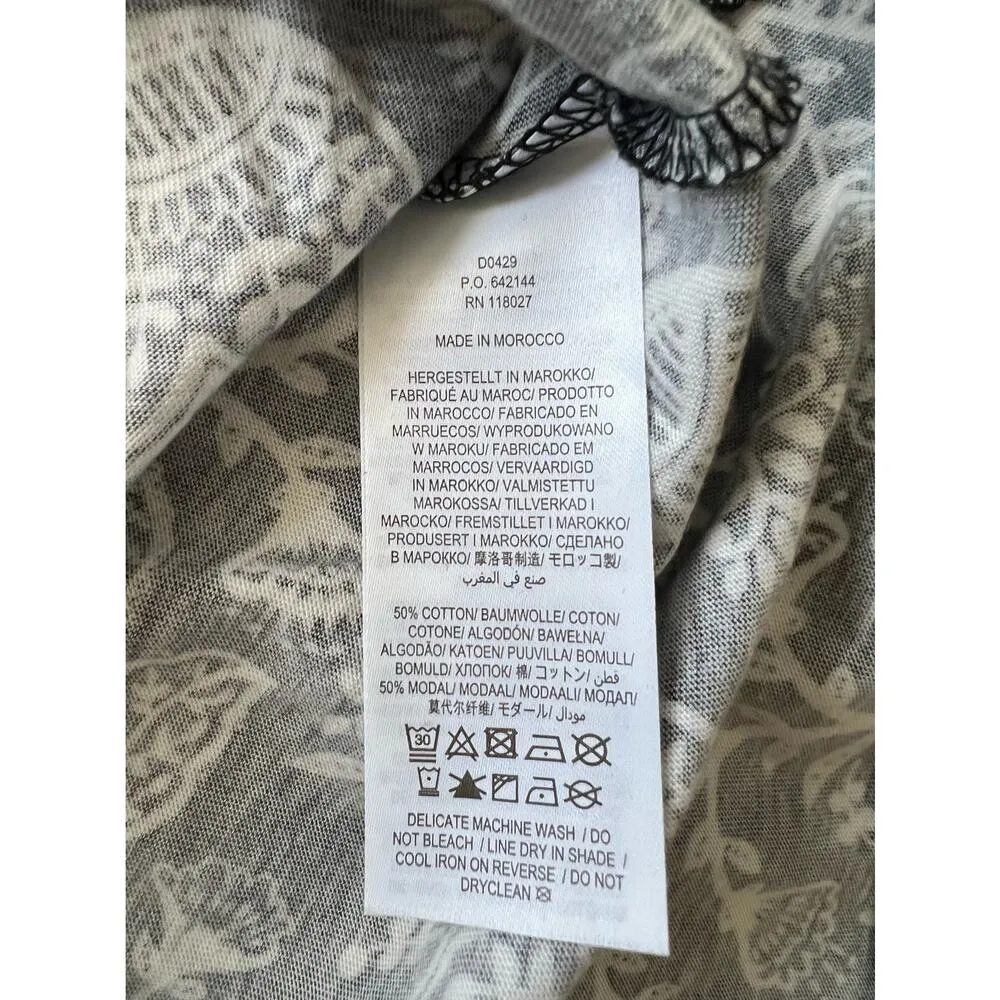 D0429
P.O. 642144
RN 118027
MADE IN MOROCCO
HERGESTELLT IN MAROKKO/
FABRIQUÉ AU MAROC/ PRODOTTO
IN MAROCCO/ FABRICADO EN
MARRUECOS/ WYPRODUKOWANO
W MAROKU/ FABRICADO EM
MARROCOS/ VERVAARDIGD
IN MAROKKO/ VALMISTETTU
MAROKOSSA/ TILLVERKAD I
MAROCKO/ FREMSTILLET I MAROKKO/
PRODUSERT I MAROKKO/ СДЕЛАНО
В МАРОККО/ 摩洛哥制造/ モロッコ製/
صنع في المغرب
50% COTTON/ BAUMWOLLE/ COTON/
COTONE/ ALGODÓN/ BAWEŁNA/
ALGODÃO/ KATOEN/ PUUVILLA/ BOMULL/
BOMULD/ ХЛОПОК/ 棉/ コットン/ قطن
50% MODAL/ MODAAL/ MODAALI/ МОДАЛ/
莫代尔纤维/ モダール/ مودال
30
DELICATE MACHINE WASH / DO
NOT BLEACH / LINE DRY IN SHADE /
COOL IRON ON REVERSE / DO NOT
DRYCLEAN